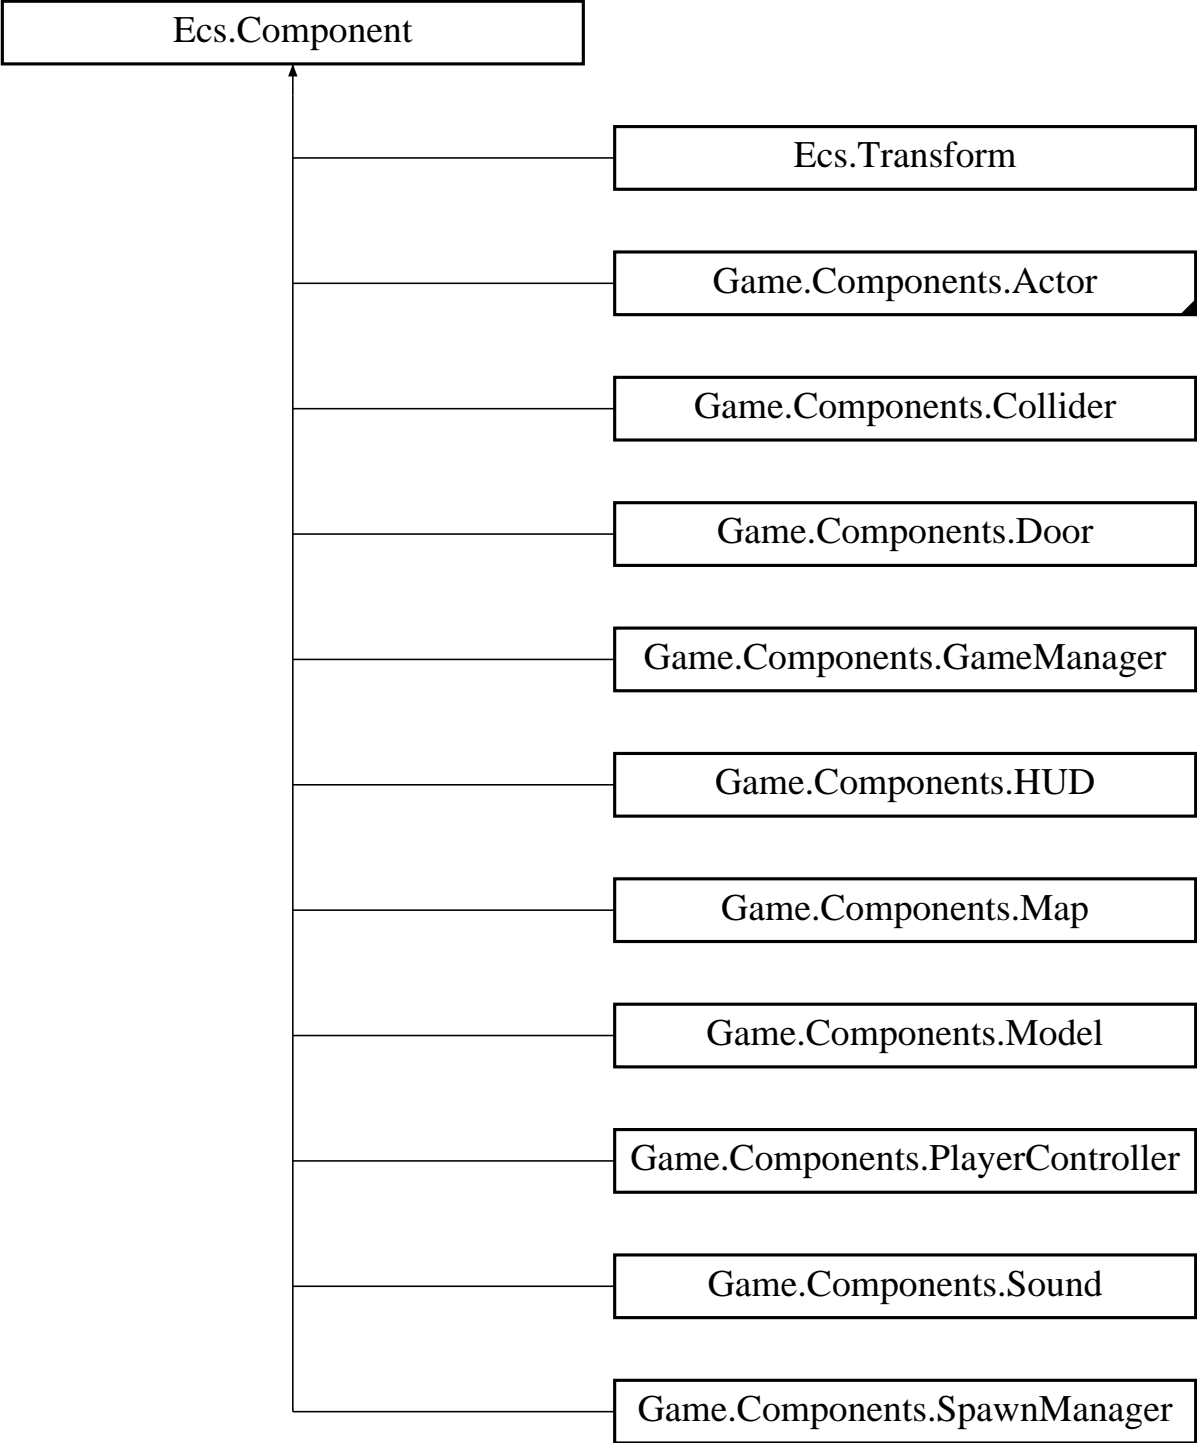 Ecs.Component
Ecs.Transform
Game.Components.Actor
Game.Components.Collider
Game.Components.Door
Game.Components.GameManager
Game.Components.HUD
Game.Components.Map
Game.Components.Model
Game.Components.PlayerController
Game.Components.Sound
Game.Components.SpawnManager